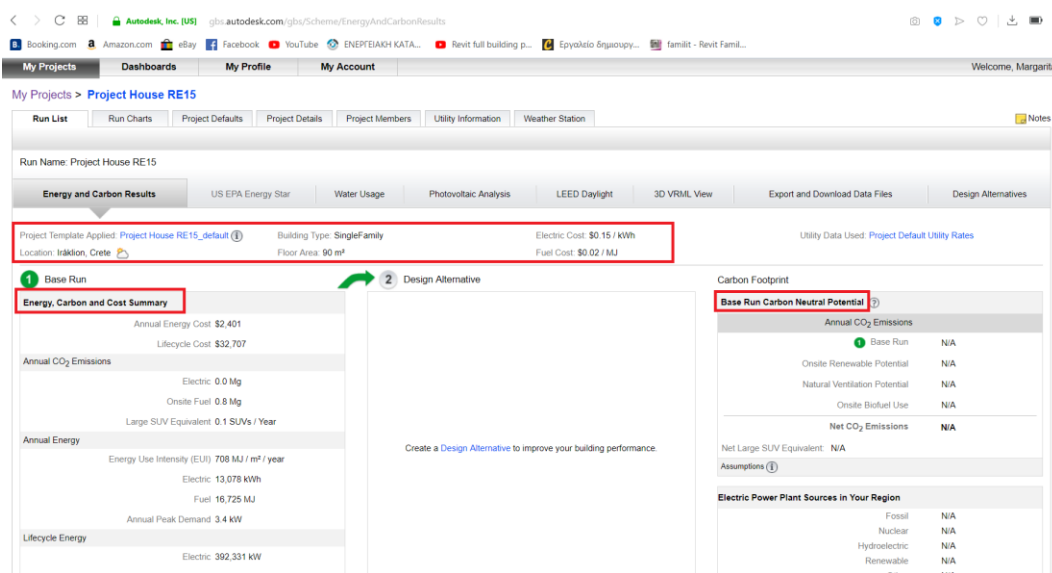 Autodesk, Inc. [US] gbs.autodesk.com/gbs/Scheme/EnergyAndCarbonResults
Booking.com Amazon.com eBay Facebook YouTube ΕΝΕΡΓΕΙΑΚΗ ΚΑΤΑ... Revit full building p... Εργαλείο δημιουργ... familit - Revit Famil...
My Projects Dashboards My Profile My Account Welcome, Margarit
My Projects > Project House RE15
Run List Run Charts Project Defaults Project Details Project Members Utility Information Weather Station Notes
Run Name: Project House RE15
Energy and Carbon Results US EPA Energy Star Water Usage Photovoltaic Analysis LEED Daylight 3D VRML View Export and Download Data Files Design Alternatives
Project Template Applied: Project House RE15_default Building Type: SingleFamily Electric Cost: $0.15 / kWh Utility Data Used: Project Default Utility Rates
Location: Iráklion, Crete Floor Area: 90 m² Fuel Cost: $0.02 / MJ
1 Base Run 2 Design Alternative Carbon Footprint
Energy, Carbon and Cost Summary
Annual Energy Cost $2,401
Lifecycle Cost $32,707
Annual CO2 Emissions
Electric 0.0 Mg
Onsite Fuel 0.8 Mg
Large SUV Equivalent 0.1 SUVs / Year
Annual Energy
Energy Use Intensity (EUI) 708 MJ / m² / year
Electric 13,078 kWh
Fuel 16,725 MJ
Annual Peak Demand 3.4 kW
Lifecycle Energy
Electric 392,331 kW
Create a Design Alternative to improve your building performance.
Base Run Carbon Neutral Potential ?
Annual CO2 Emissions
1 Base Run N/A
Onsite Renewable Potential N/A
Natural Ventilation Potential N/A
Onsite Biofuel Use N/A
Net CO2 Emissions N/A
Net Large SUV Equivalent: N/A
Assumptions
Electric Power Plant Sources in Your Region
Fossil N/A
Nuclear N/A
Hydroelectric N/A
Renewable N/A